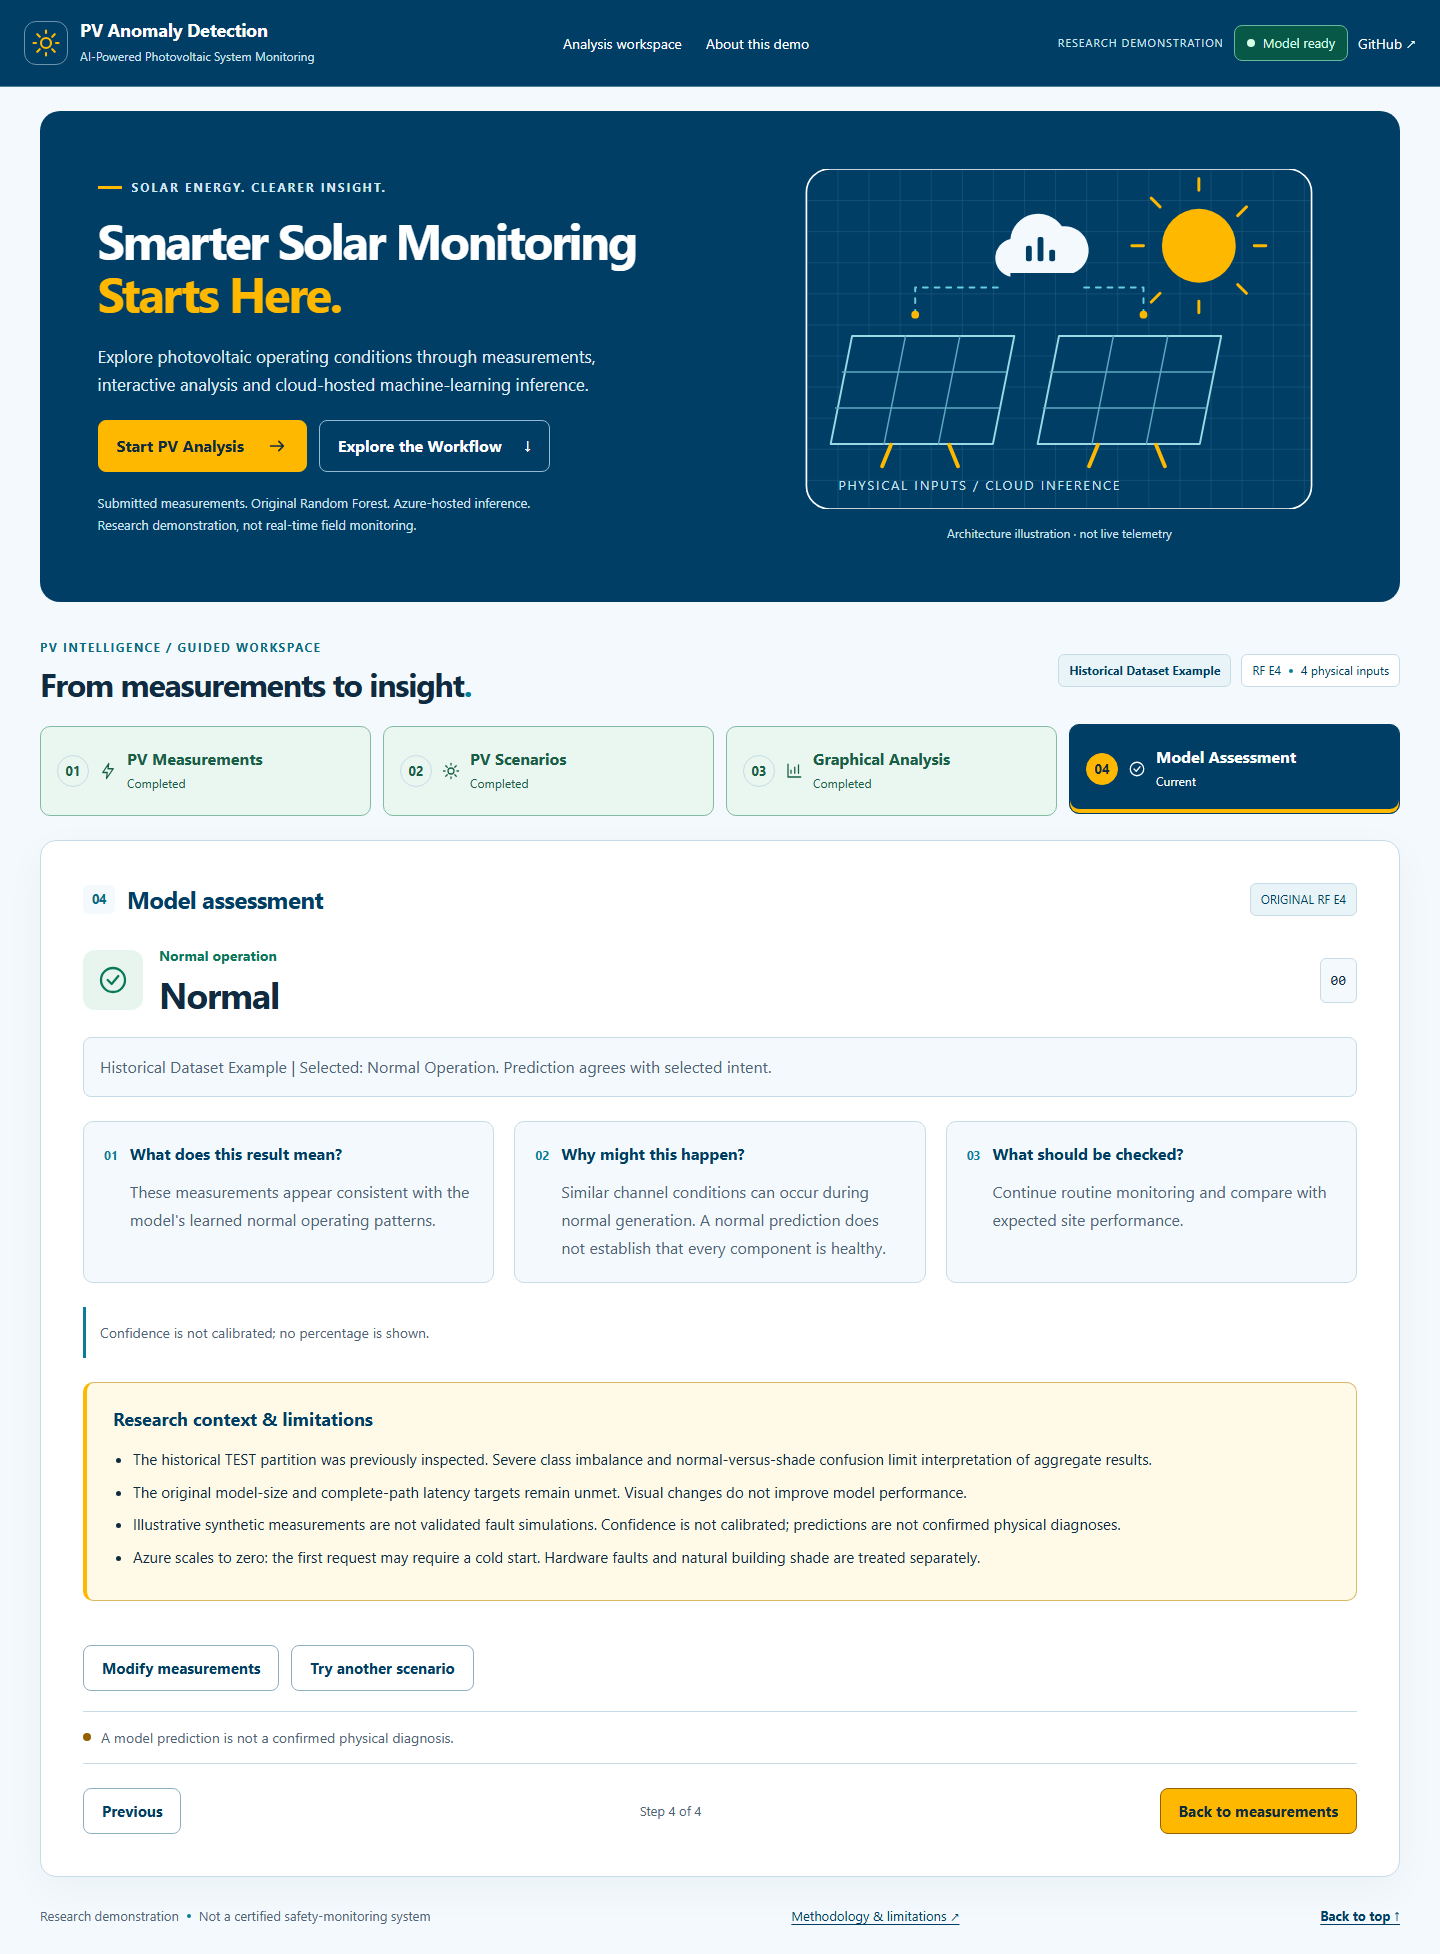 PV Anomaly Detection
AI-Powered Photovoltaic System Monitoring
Analysis workspace
About this demo
RESEARCH DEMONSTRATION
Model ready
GitHub ↗
SOLAR ENERGY. CLEARER INSIGHT.
Smarter Solar Monitoring
Starts Here.
Explore photovoltaic operating conditions through measurements,
interactive analysis and cloud-hosted machine-learning inference.
Start PV Analysis →
Explore the Workflow ↓
Submitted measurements. Original Random Forest. Azure-hosted inference.
Research demonstration, not real-time field monitoring.
PHYSICAL INPUTS / CLOUD INFERENCE
Architecture illustration · not live telemetry
PV INTELLIGENCE / GUIDED WORKSPACE
From measurements to insight.
Historical Dataset Example
RF E4 • 4 physical inputs
01
PV Measurements
Completed
02
PV Scenarios
Completed
03
Graphical Analysis
Completed
04
Model Assessment
Current
04 Model assessment
ORIGINAL RF E4
Normal operation
Normal
00
Historical Dataset Example | Selected: Normal Operation. Prediction agrees with selected intent.
01 What does this result mean?
These measurements appear consistent with the
model's learned normal operating patterns.
02 Why might this happen?
Similar channel conditions can occur during
normal generation. A normal prediction does
not establish that every component is healthy.
03 What should be checked?
Continue routine monitoring and compare with
expected site performance.
Confidence is not calibrated; no percentage is shown.
Research context & limitations
• The historical TEST partition was previously inspected. Severe class imbalance and normal-versus-shade confusion limit interpretation of aggregate results.
• The original model-size and complete-path latency targets remain unmet. Visual changes do not improve model performance.
• Illustrative synthetic measurements are not validated fault simulations. Confidence is not calibrated; predictions are not confirmed physical diagnoses.
• Azure scales to zero: the first request may require a cold start. Hardware faults and natural building shade are treated separately.
Modify measurements
Try another scenario
A model prediction is not a confirmed physical diagnosis.
Previous
Step 4 of 4
Back to measurements
Research demonstration • Not a certified safety-monitoring system
Methodology & limitations ↗
Back to top ↑